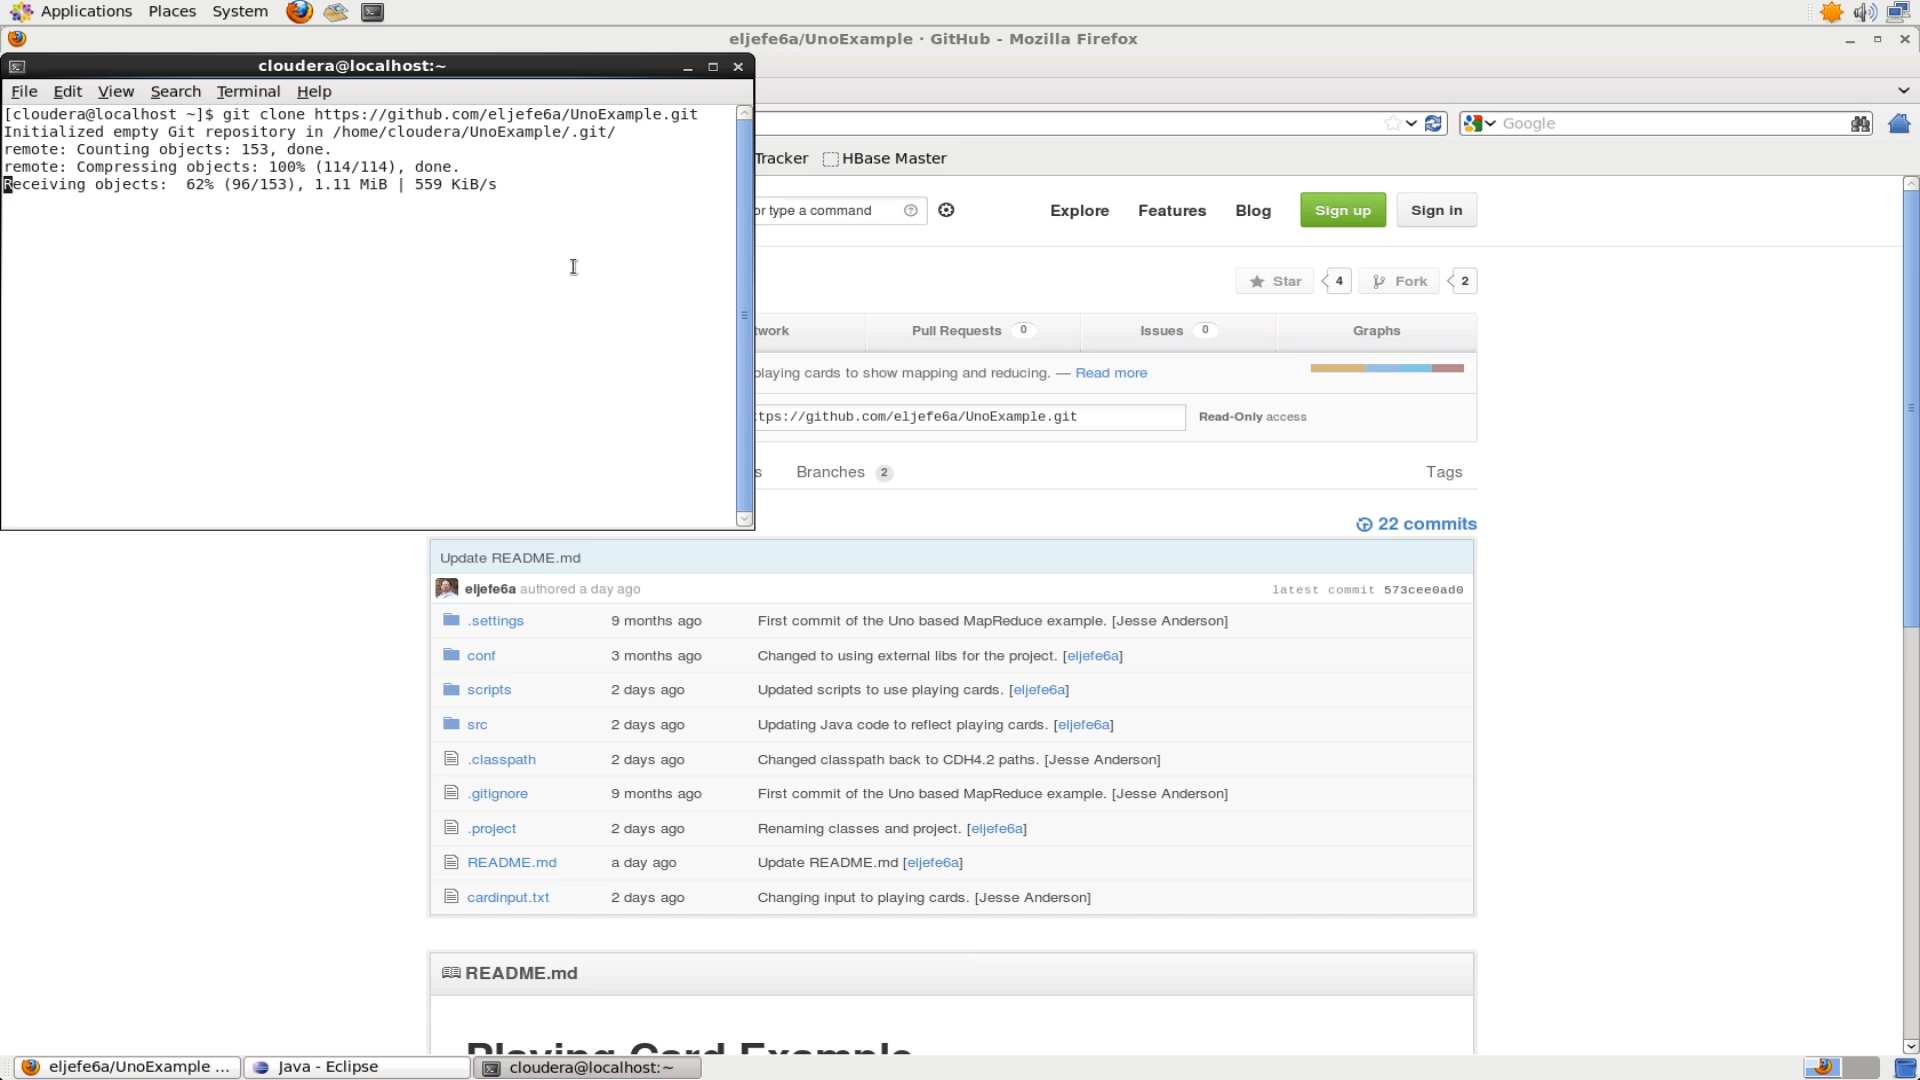 Applications Places System
eljefe6a/UnoExample · GitHub - Mozilla Firefox
cloudera@localhost:~
File Edit View Search Terminal Help
[cloudera@localhost ~]$ git clone https://github.com/eljefe6a/UnoExample.git
Initialized empty Git repository in /home/cloudera/UnoExample/.git/
remote: Counting objects: 153, done.
remote: Compressing objects: 100% (114/114), done.
Receiving objects:  62% (96/153), 1.11 MiB | 559 KiB/s
Google
Tracker HBase Master
or type a command
Explore Features Blog Sign up Sign in
Star 4 Fork 2
twork Pull Requests 0 Issues 0 Graphs
playing cards to show mapping and reducing. — Read more
tps://github.com/eljefe6a/UnoExample.git Read-Only access
s Branches 2 Tags
22 commits
Update README.md
eljefe6a authored a day ago latest commit 573cee0ad0
.settings 9 months ago First commit of the Uno based MapReduce example. [Jesse Anderson]
conf 3 months ago Changed to using external libs for the project. [eljefe6a]
scripts 2 days ago Updated scripts to use playing cards. [eljefe6a]
src 2 days ago Updating Java code to reflect playing cards. [eljefe6a]
.classpath 2 days ago Changed classpath back to CDH4.2 paths. [Jesse Anderson]
.gitignore 9 months ago First commit of the Uno based MapReduce example. [Jesse Anderson]
.project 2 days ago Renaming classes and project. [eljefe6a]
README.md a day ago Update README.md [eljefe6a]
cardinput.txt 2 days ago Changing input to playing cards. [Jesse Anderson]
README.md
Playing Card Example
eljefe6a/UnoExample ... Java - Eclipse cloudera@localhost:~